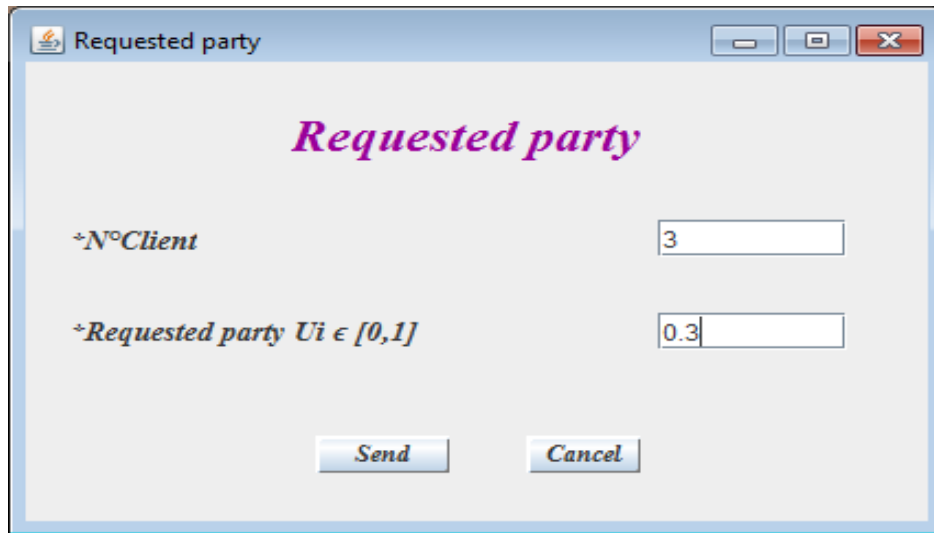 Requested party
Requested party
*N°Client
3
*Requested party Ui ϵ [0,1]
0.3
Send
Cancel